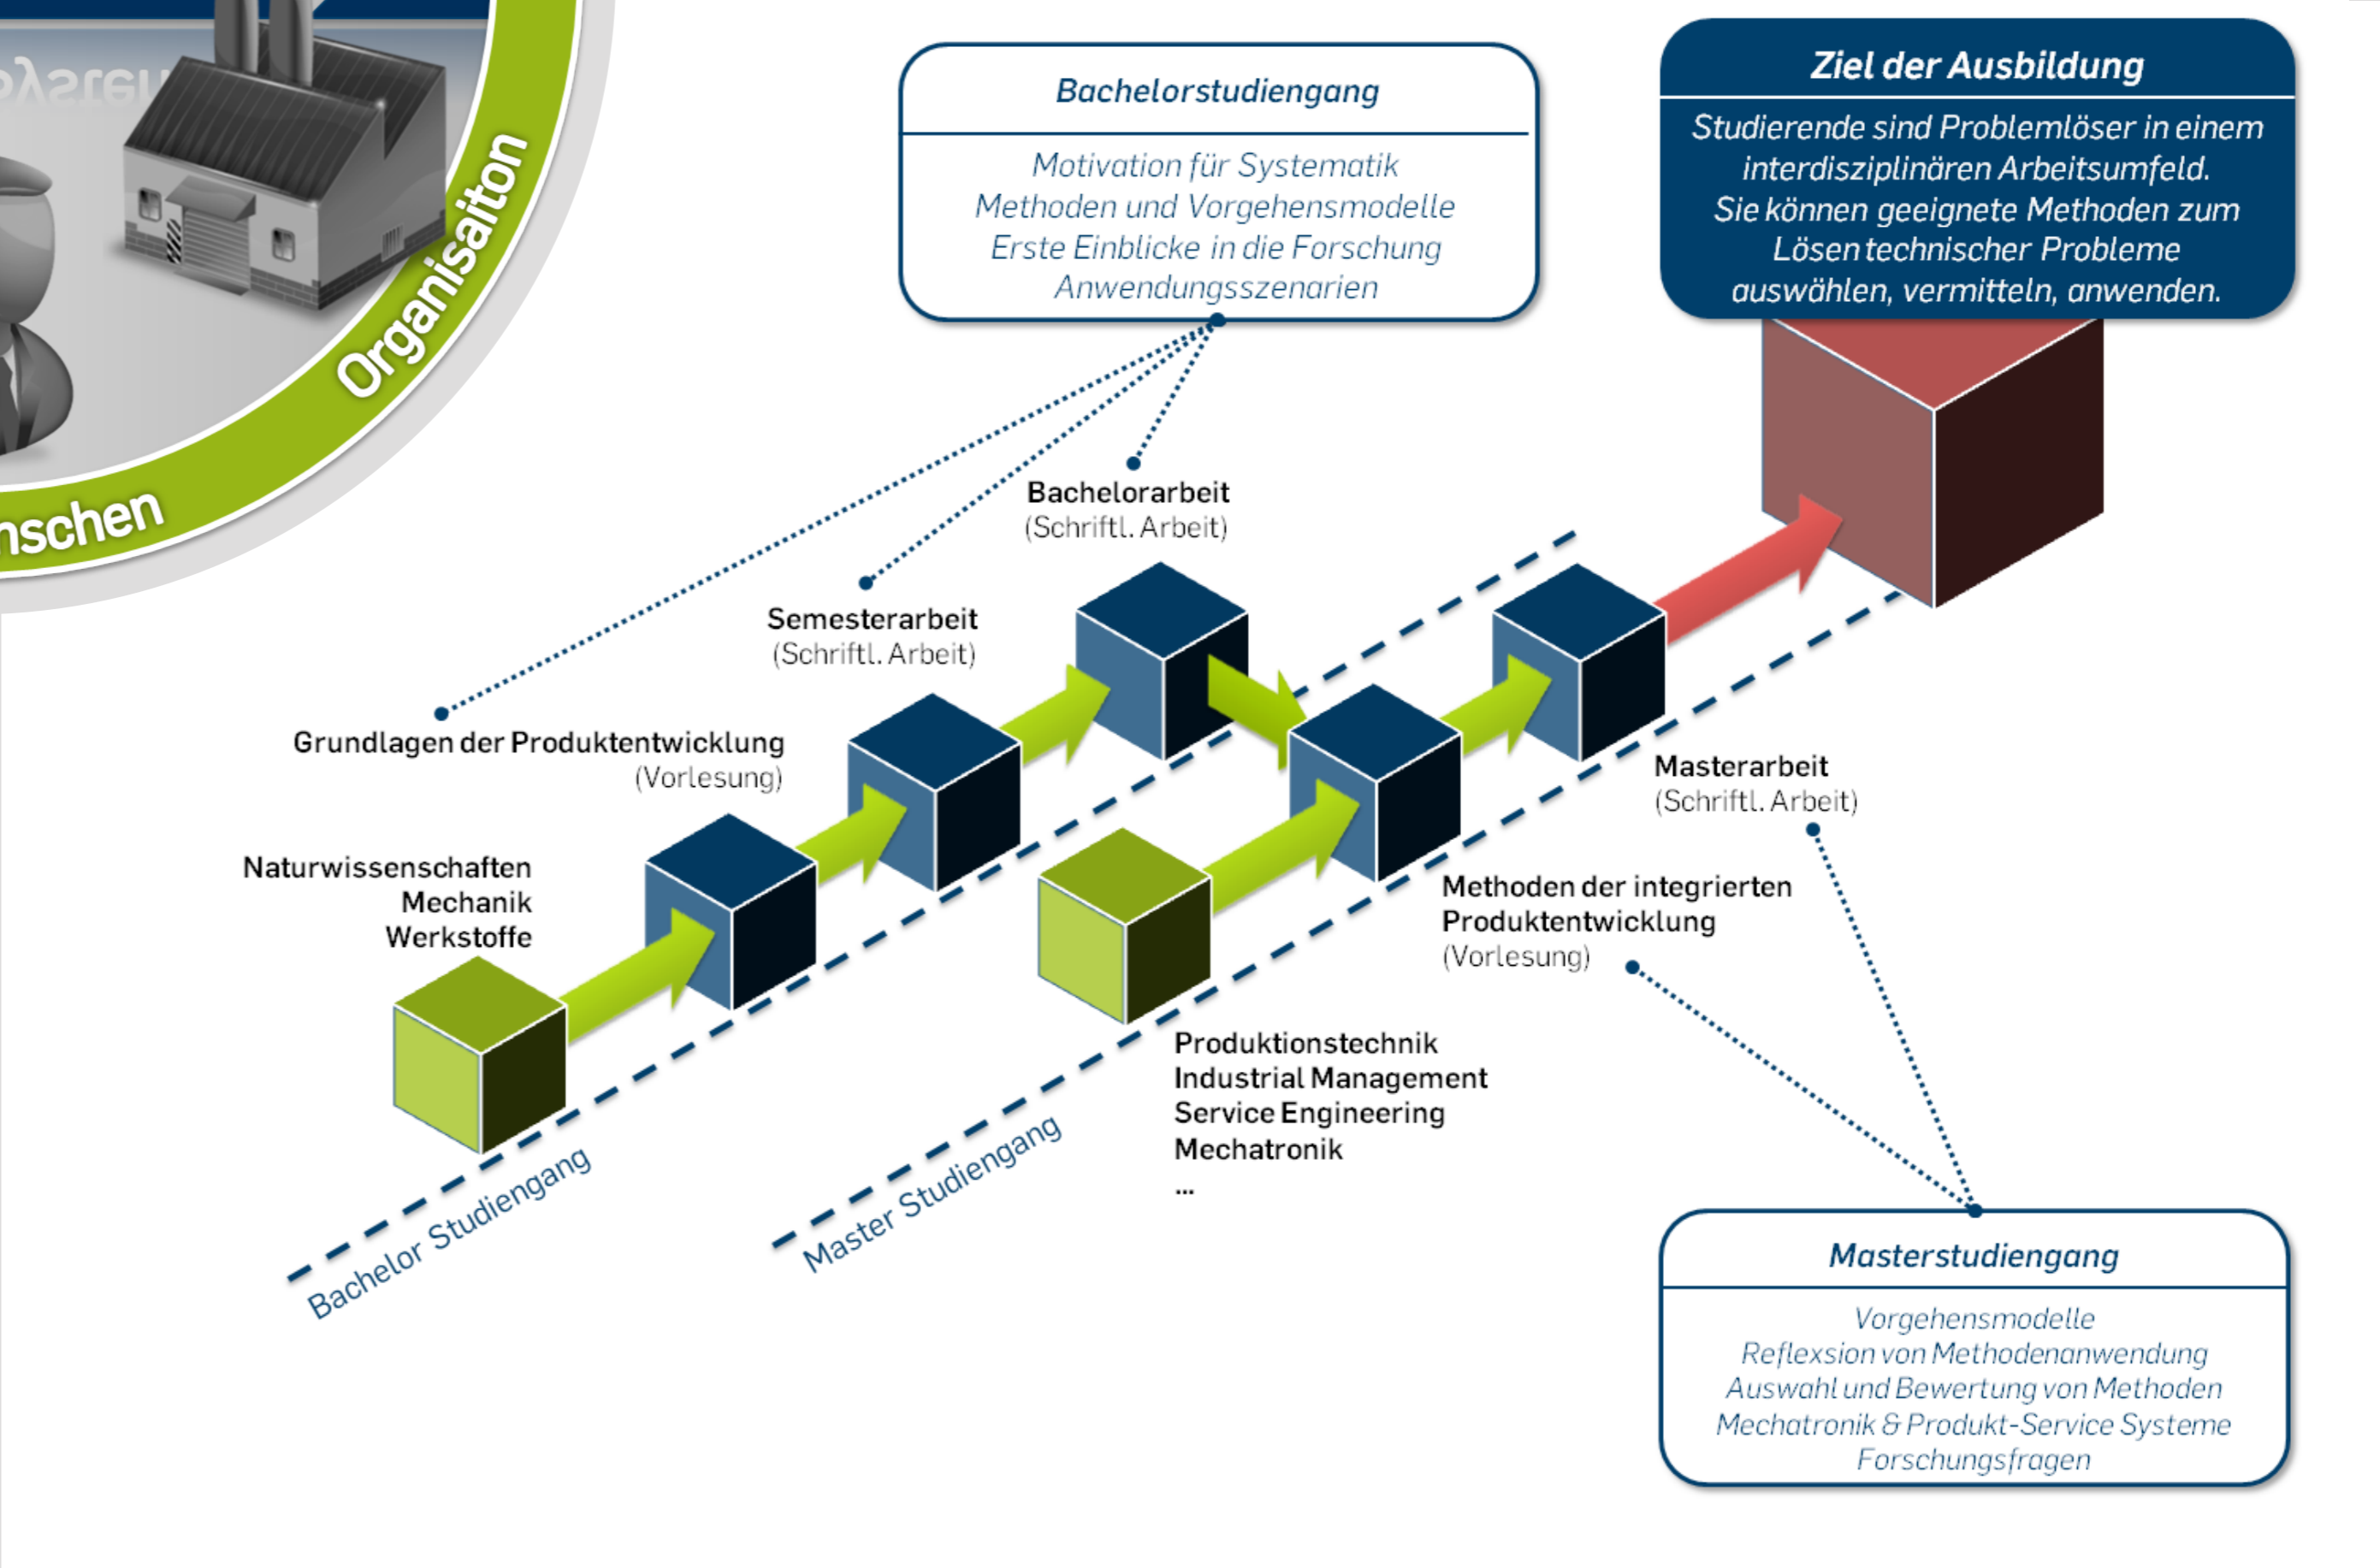 Organisaiton
Bachelorstudiengang
Motivation für Systematik
Methoden und Vorgehensmodelle
Erste Einblicke in die Forschung
Anwendungsszenarien
Ziel der Ausbildung
Studierende sind Problemlöser in einem
interdisziplinären Arbeitsumfeld.
Sie können geeignete Methoden zum
Lösen technischer Probleme
auswählen, vermitteln, anwenden.
nschen
Bachelorarbeit
(Schriftl. Arbeit)
Semesterarbeit
(Schriftl. Arbeit)
Grundlagen der Produktentwicklung
(Vorlesung)
Naturwissenschaften
Mechanik
Werkstoffe
Masterarbeit
(Schriftl. Arbeit)
Methoden der integrierten
Produktentwicklung
(Vorlesung)
Produktionstechnik
Industrial Management
Service Engineering
Mechatronik
...
Bachelor Studiengang
Master Studiengang
Masterstudiengang
Vorgehensmodelle
Reflexsion von Methodenanwendung
Auswahl und Bewertung von Methoden
Mechatronik & Produkt-Service Systeme
Forschungsfragen